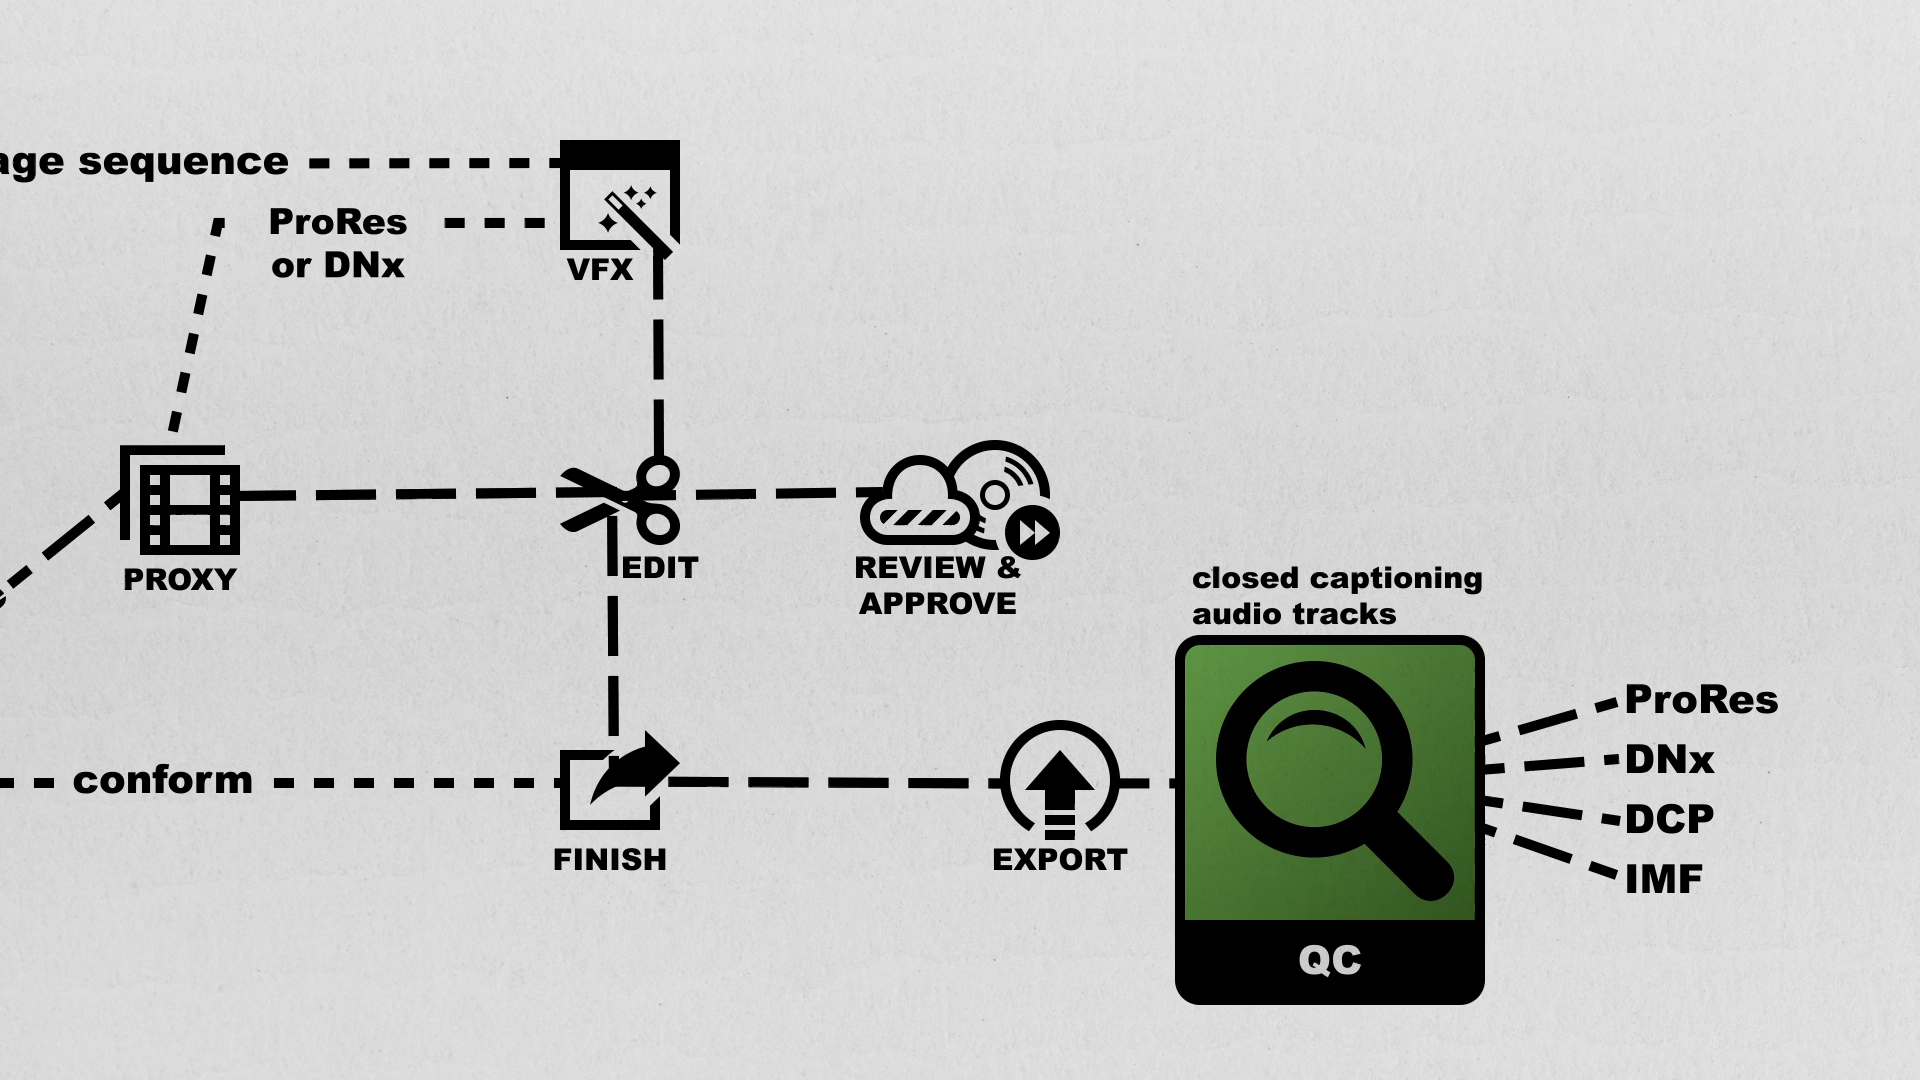 age sequence
ProRes
or DNx
VFX
PROXY
EDIT
REVIEW &
APPROVE
closed captioning
audio tracks
ProRes
DNx
conform
DCP
FINISH
EXPORT
IMF
QC